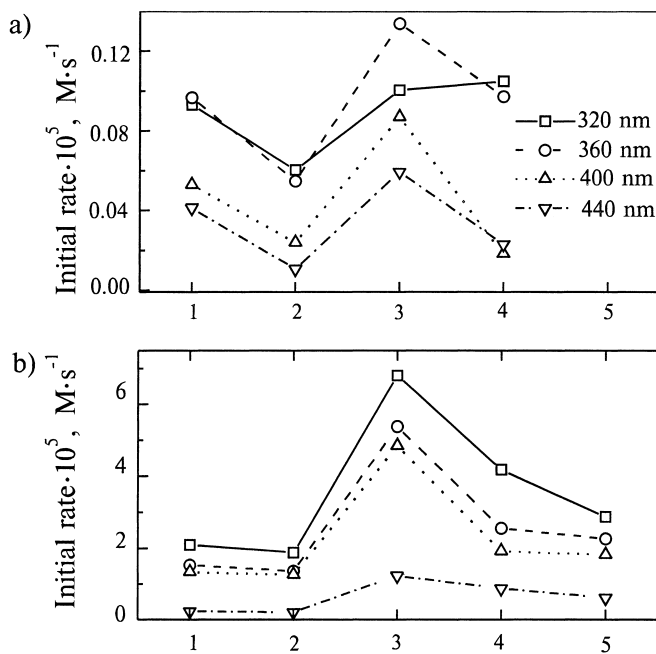 a)
Initial rate·10⁵, M·s⁻¹
0.12
0.08
0.04
0.00
1 2 3 4 5
320 nm
360 nm
400 nm
440 nm
b)
Initial rate·10⁵, M·s⁻¹
6
4
2
0
1 2 3 4 5